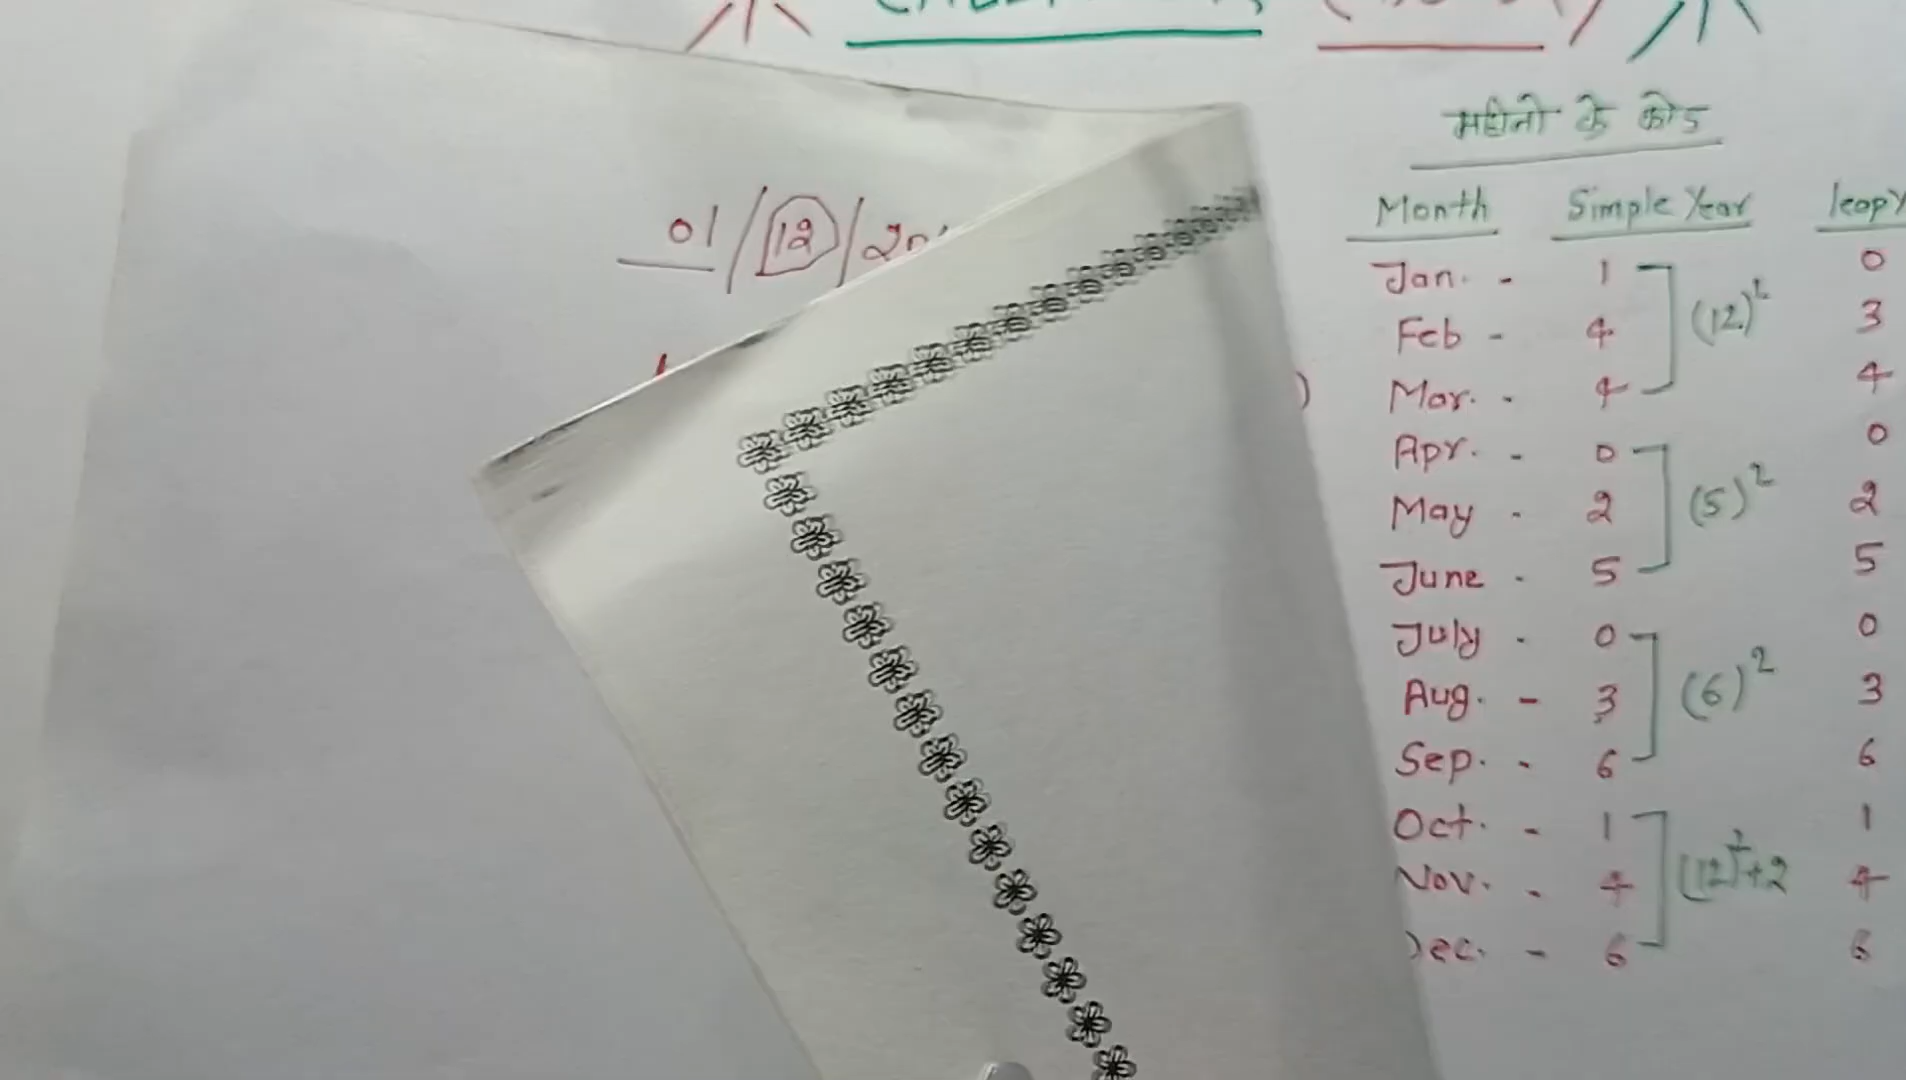 01/12/20
महीनो के कोड
Month Simple Year leapY
Jan. - 1 (12)² 0
Feb - 4 3
Mar. - 4 4
Apr. - 0 (5)² 0
May - 2 2
June - 5 5
July - 0 (6)² 0
Aug. - 3 3
Sep. - 6 6
Oct. - 1 (12)²+2 1
Nov. - 4 4
Dec. - 6 6